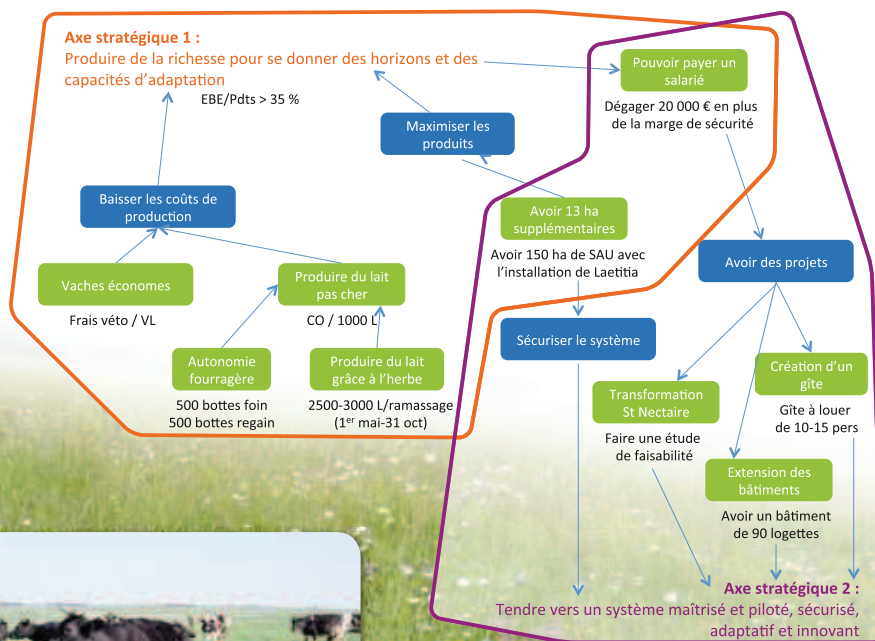 Axe stratégique 1 :
Produire de la richesse pour se donner des horizons et des
capacités d'adaptation
EBE/Pdts > 35 %
Pouvoir payer un
salarié
Dégager 20 000 € en plus
de la marge de sécurité
Maximiser les
produits
Baisser les coûts de
production
Avoir 13 ha
supplémentaires
Avoir 150 ha de SAU avec
l'installation de Laetitia
Avoir des projets
Vaches économes
Frais véto / VL
Produire du lait
pas cher
CO / 1000 L
Sécuriser le système
Autonomie
fourragère
500 bottes foin
500 bottes regain
Produire du lait
grâce à l'herbe
2500-3000 L/ramassage
(1er mai-31 oct)
Transformation
St Nectaire
Faire une étude
de faisabilité
Création d'un
gîte
Gîte à louer
de 10-15 pers
Extension des
bâtiments
Avoir un bâtiment
de 90 logettes
Axe stratégique 2 :
Tendre vers un système maîtrisé et piloté, sécurisé,
adaptatif et innovant